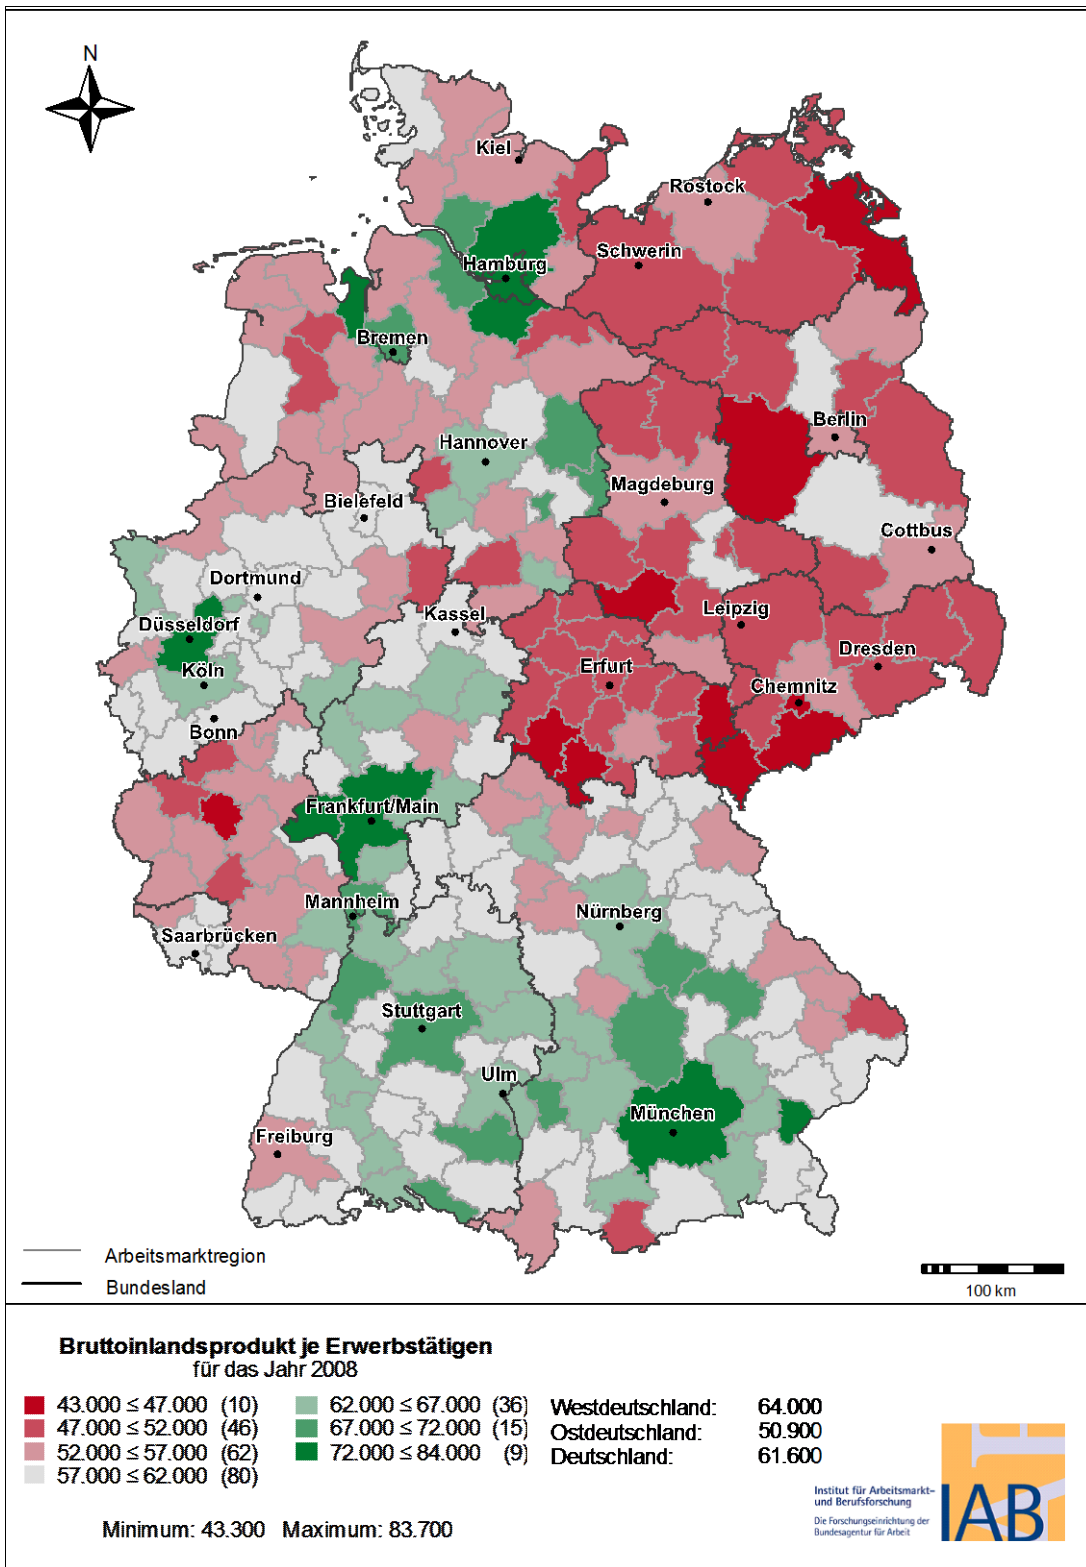 N
Kiel
Rostock
Schwerin
Hamburg
Bremen
Berlin
Hannover
Magdeburg
Bielefeld
Cottbus
Dortmund
Leipzig
Kassel
Düsseldorf
Dresden
Erfurt
Köln
Chemnitz
Bonn
Frankfurt/Main
Mannheim
Nürnberg
Saarbrücken
Stuttgart
Ulm
München
Freiburg
Arbeitsmarktregion
Bundesland
100 km
Bruttoinlandsprodukt je Erwerbstätigen
für das Jahr 2008
43.000 ≤ 47.000 (10)
47.000 ≤ 52.000 (46)
52.000 ≤ 57.000 (62)
57.000 ≤ 62.000 (80)
62.000 ≤ 67.000 (36)
67.000 ≤ 72.000 (15)
72.000 ≤ 84.000 (9)
Westdeutschland: 64.000
Ostdeutschland: 50.900
Deutschland: 61.600
Minimum: 43.300 Maximum: 83.700
Institut für Arbeitsmarkt-
und Berufsforschung
Die Forschungseinrichtung der
Bundesagentur für Arbeit
IAB